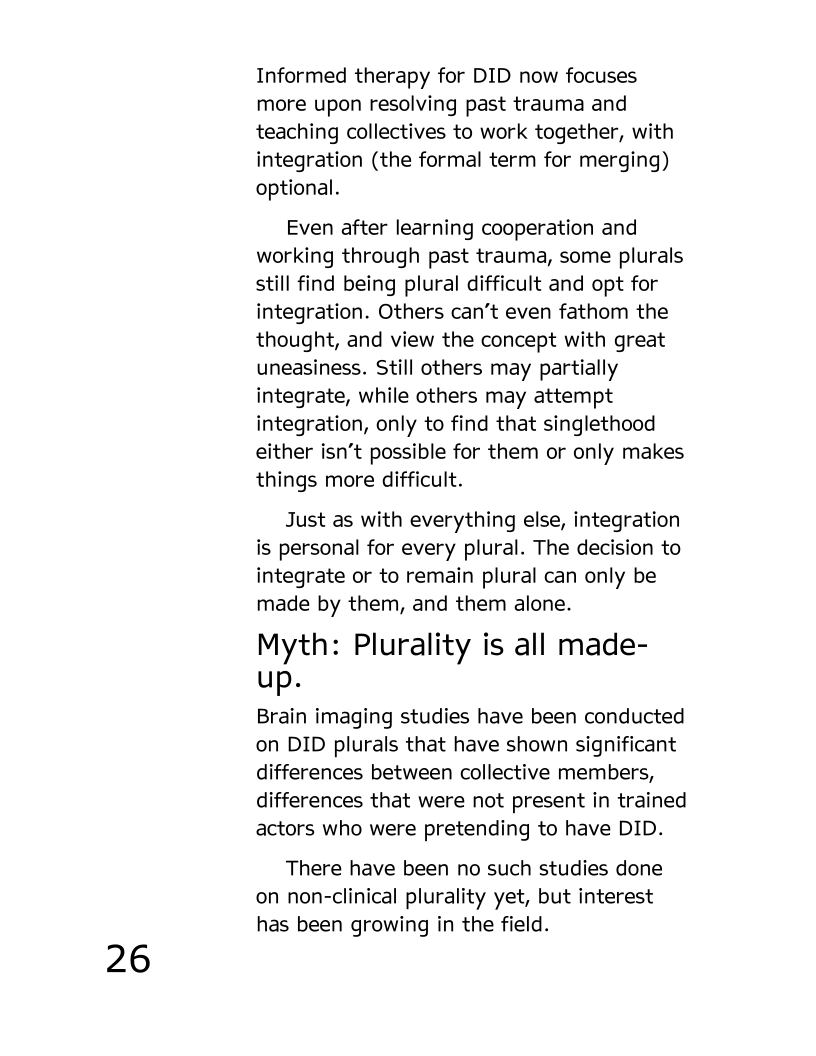 Informed therapy for DID now focuses
more upon resolving past trauma and
teaching collectives to work together, with
integration (the formal term for merging)
optional.
Even after learning cooperation and
working through past trauma, some plurals
still find being plural difficult and opt for
integration. Others can’t even fathom the
thought, and view the concept with great
uneasiness. Still others may partially
integrate, while others may attempt
integration, only to find that singlethood
either isn’t possible for them or only makes
things more difficult.
Just as with everything else, integration
is personal for every plural. The decision to
integrate or to remain plural can only be
made by them, and them alone.
Myth: Plurality is all made-
up.
Brain imaging studies have been conducted
on DID plurals that have shown significant
differences between collective members,
differences that were not present in trained
actors who were pretending to have DID.
There have been no such studies done
on non-clinical plurality yet, but interest
has been growing in the field.
26